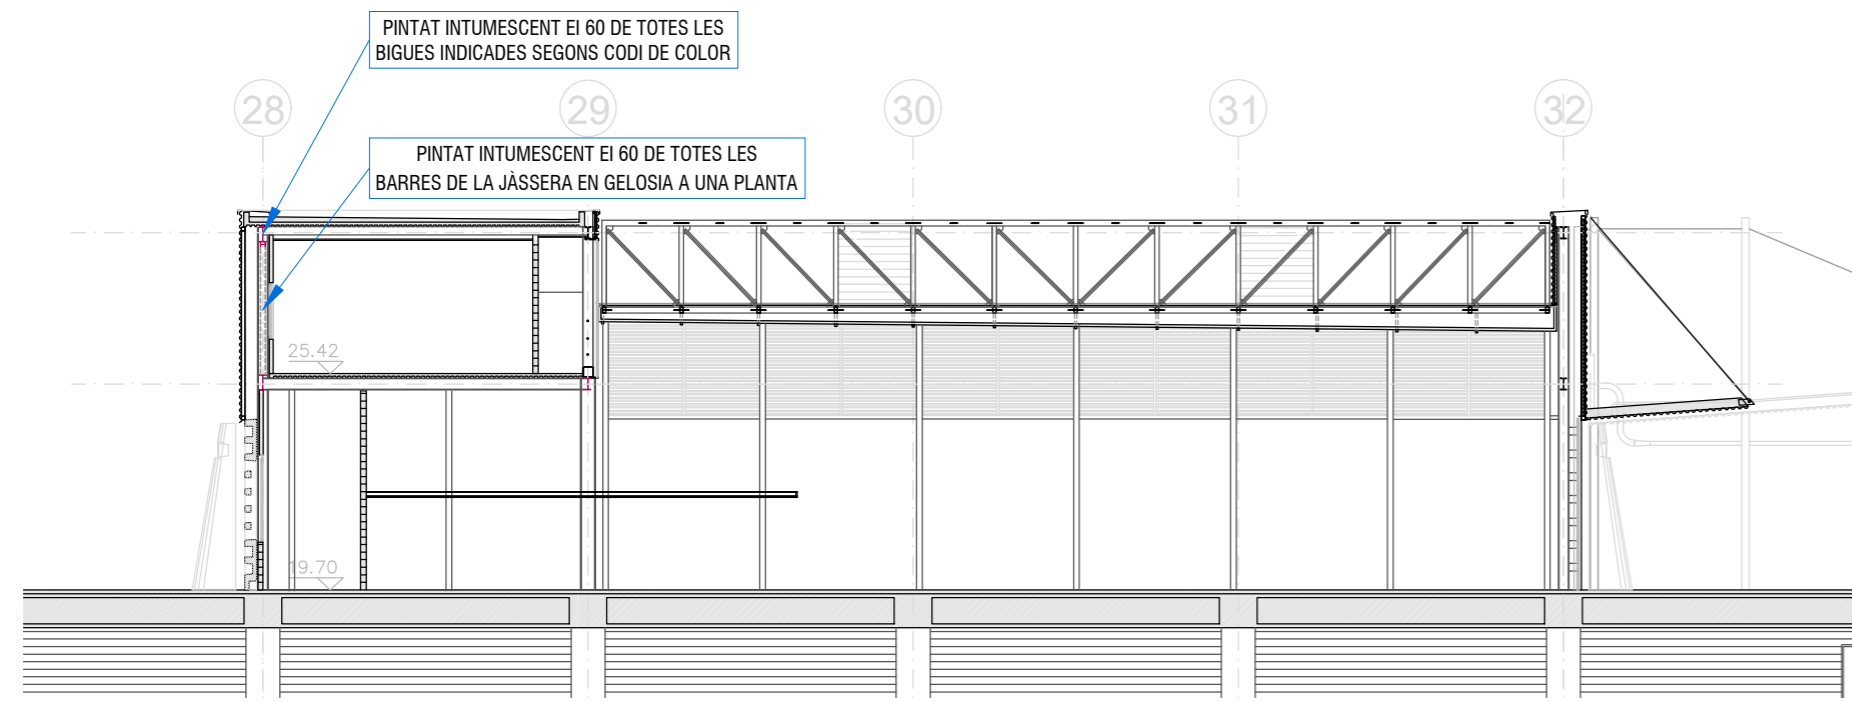 PINTAT INTUMESCENT EI 60 DE TOTES LES
BIGUES INDICADES SEGONS CODI DE COLOR
28
29
30
31
32
PINTAT INTUMESCENT EI 60 DE TOTES LES
BARRES DE LA JÀSSERA EN GELOSIA A UNA PLANTA
25.42
19.70